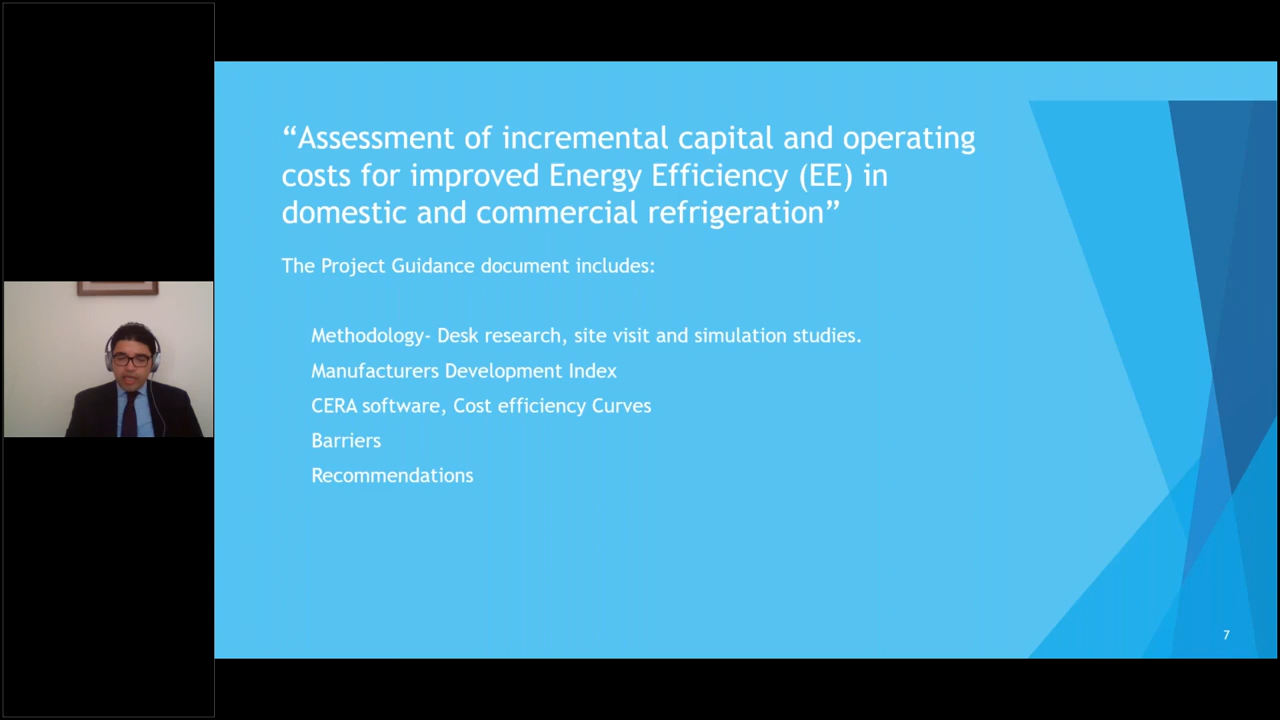 “Assessment of incremental capital and operating
costs for improved Energy Efficiency (EE) in
domestic and commercial refrigeration”
The Project Guidance document includes:
Methodology- Desk research, site visit and simulation studies.
Manufacturers Development Index
CERA software, Cost efficiency Curves
Barriers
Recommendations
7